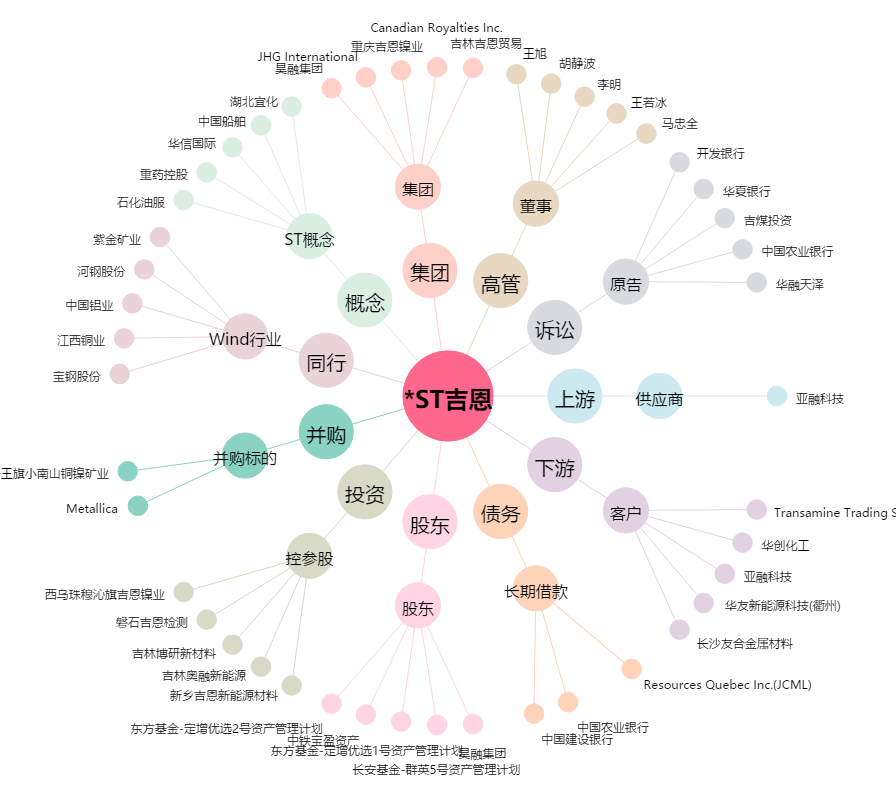 Canadian Royalties Inc.
重庆吉恩镍业
吉林吉恩贸易
JHG International
昊融集团
王旭
胡静波
李明
王若冰
马忠全
湖北宜化
中国船舶
华信国际
重药控股
石化油服
集团
董事
开发银行
华夏银行
吉煤投资
中国农业银行
华融天泽
紫金矿业
河钢股份
中国铝业
江西铜业
宝钢股份
ST概念
集团
高管
原告
概念
诉讼
Wind行业
同行
*ST吉恩
上游
供应商
亚融科技
并购
并购标的
王旗小南山铜镍矿业
Metallica
投资
下游
股东
债务
客户
Transamine Trading S
华创化工
亚融科技
华友新能源科技(衢州)
长沙友合金属材料
控参股
西乌珠穆沁旗吉恩镍业
磐石吉恩检测
吉林博研新材料
吉林奥融新能源
新乡吉恩新能源材料
股东
长期借款
Resources Quebec Inc.(JCML)
中国农业银行
中国建设银行
东方基金-定增优选2号资产管理计划
中铁宝盈资产
东方基金-定增优选1号资产管理计划
昊融集团
长安基金-群英5号资产管理计划